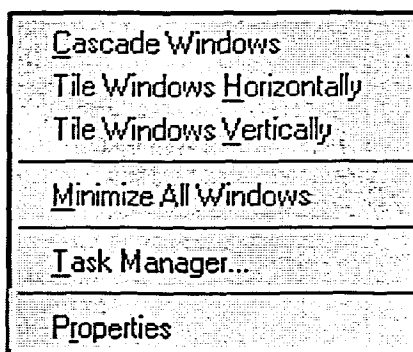 Cascade Windows
Tile Windows Horizontally
Tile Windows Vertically
Minimize All Windows
Task Manager...
Properties